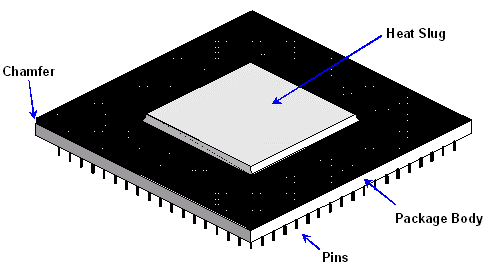 Heat Slug
Chamfer
Package Body
Pins